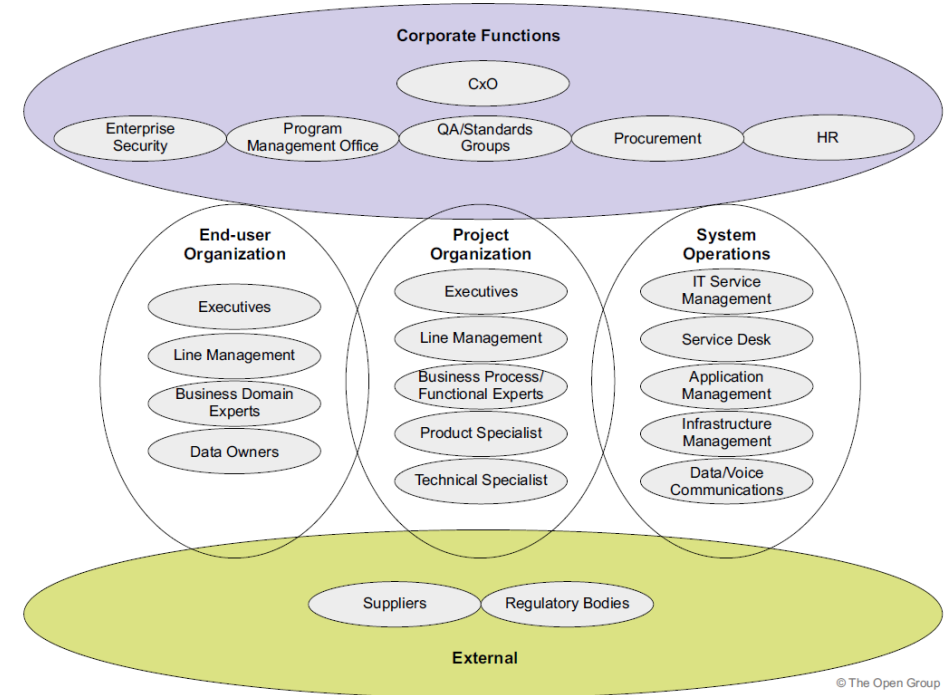 Corporate Functions
CxO
Enterprise
Security
Program
Management Office
QA/Standards
Groups
Procurement
HR
End-user
Organization
Executives
Line Management
Business Domain
Experts
Data Owners
Project
Organization
Executives
Line Management
Business Process/
Functional Experts
Product Specialist
Technical Specialist
System
Operations
IT Service
Management
Service Desk
Application
Management
Infrastructure
Management
Data/Voice
Communications
Suppliers
Regulatory Bodies
External
© The Open Group